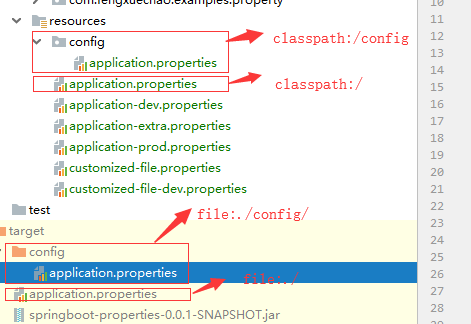 com.fengxuechao.examples.property
10
11
resources
12
config
classpath:/config
13
application.properties
14
application.properties
classpath:/
15
application-dev.properties
16
application-extra.properties
17
application-prod.properties
18
customized-file.properties
19
20
customized-file-dev.properties
21
test
file:./config/
22
target
23
config
24
25
application.properties
file:./
26
application.properties
27
springboot-properties-0.0.1-SNAPSHOT.jar
28